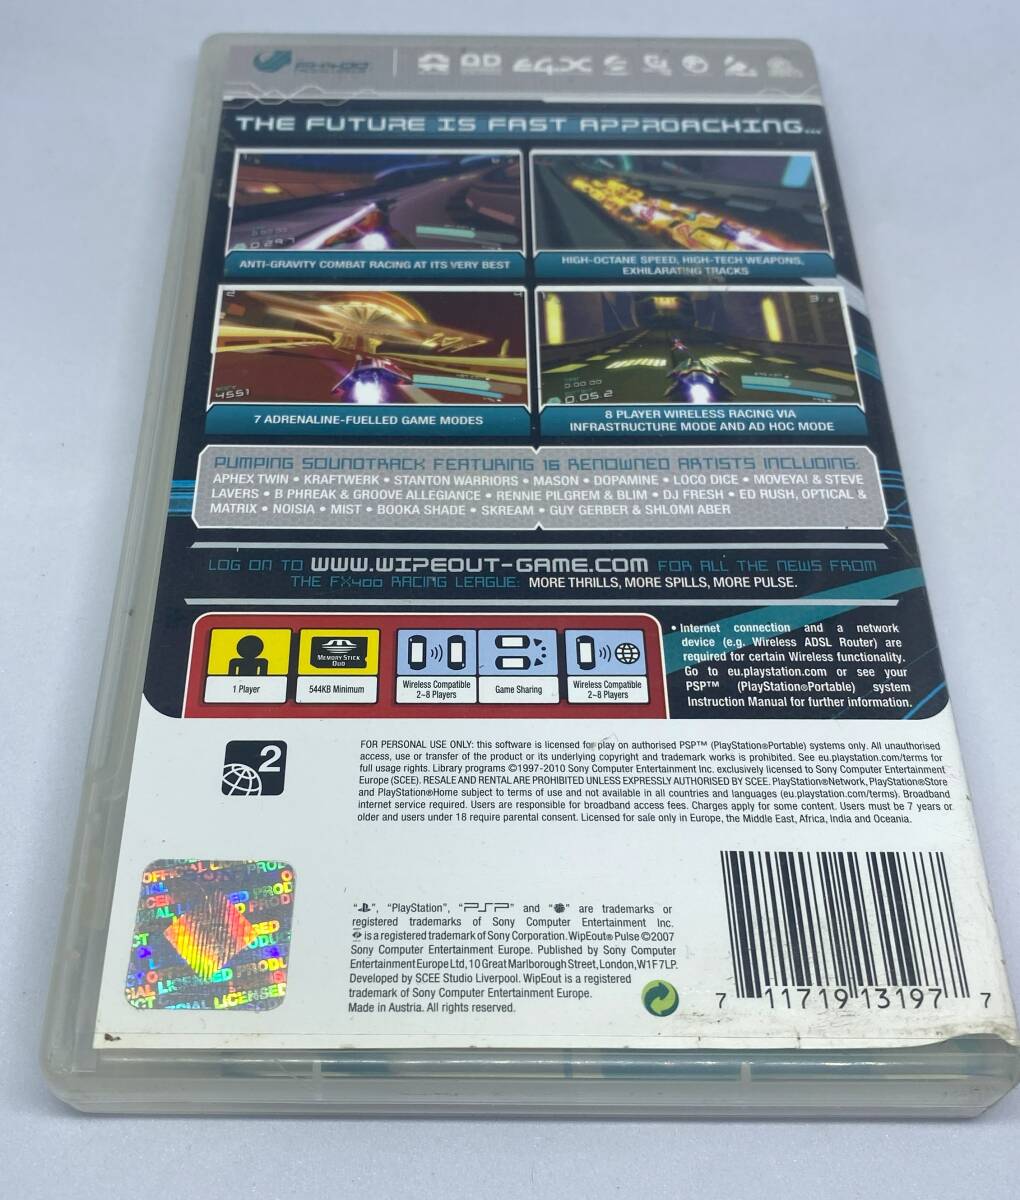 FX400
THE FUTURE IS FAST APPROACHING...
ANTI-GRAVITY COMBAT RACING AT ITS VERY BEST
HIGH-OCTANE SPEED, HIGH-TECH WEAPONS,
EXHILARATING TRACKS
2
4551
7 ADRENALINE-FUELLED GAME MODES
0.00.00
0.05.2
8 PLAYER WIRELESS RACING VIA
INFRASTRUCTURE MODE AND AD HOC MODE
PUMPING SOUNDTRACK FEATURING 16 RENOWNED ARTISTS INCLUDING:
APHEX TWIN • KRAFTWERK • STANTON WARRIORS • MASON • DOPAMINE • LOCO DICE • MOVEYA! & STEVE
LAVERS • B PHREAK & GROOVE ALLEGIANCE • RENNIE PILGREM & BLIM • DJ FRESH • ED RUSH, OPTICAL &
MATRIX • NOISIA • MIST • BOOKA SHADE • SKREAM • GUY GERBER & SHLOMI ABER
LOG ON TO WWW.WIPEOUT-GAME.COM FOR ALL THE NEWS FROM
THE FX400 RACING LEAGUE: MORE THRILLS, MORE SPILLS, MORE PULSE.
1 Player
MEMORY STICK
DUO
544KB Minimum
Wireless Compatible
2-8 Players
Game Sharing
Wireless Compatible
2-8 Players
• Internet connection and a network
device (e.g. Wireless ADSL Router) are
required for certain Wireless functionality.
Go to eu.playstation.com or see your
PSP™ (PlayStation®Portable) system
Instruction Manual for further information.
2
FOR PERSONAL USE ONLY: this software is licensed for play on authorised PSP™ (PlayStation®Portable) systems only. All unauthorised
access, use or transfer of the product or its underlying copyright and trademark works is prohibited. See eu.playstation.com/terms for
full usage rights. Library programs ©1997-2010 Sony Computer Entertainment Inc. exclusively licensed to Sony Computer Entertainment
Europe (SCEE). RESALE AND RENTAL ARE PROHIBITED UNLESS EXPRESSLY AUTHORISED BY SCEE. PlayStation®Network, PlayStation®Store
and PlayStation®Home subject to terms of use and not available in all countries and languages (eu.playstation.com/terms). Broadband
internet service required. Users are responsible for broadband access fees. Charges apply for some content. Users must be 7 years or
older and users under 18 require parental consent. Licensed for sale only in Europe, the Middle East, Africa, India and Oceania.
OFFICIAL LICENSED PRODUCT
"", "PlayStation", "PSP" and "" are trademarks or
registered trademarks of Sony Computer Entertainment Inc.
is a registered trademark of Sony Corporation. WipEout® Pulse ©2007
Sony Computer Entertainment Europe. Published by Sony Computer
Entertainment Europe Ltd, 10 Great Marlborough Street, London, W1F 7LP.
Developed by SCEE Studio Liverpool. WipEout is a registered
trademark of Sony Computer Entertainment Europe.
Made in Austria. All rights reserved.
7 11719 13197 7